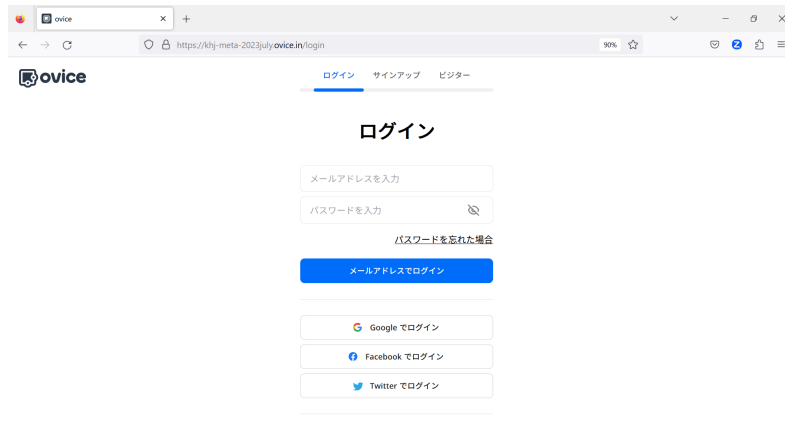 ovice
https://khj-meta-2023july.ovice.in/login
90%
Z
ovice
ログイン サインアップ ビジター
ログイン
メールアドレスを入力
パスワードを入力
パスワードを忘れた場合
メールアドレスでログイン
Google でログイン
Facebook でログイン
Twitter でログイン